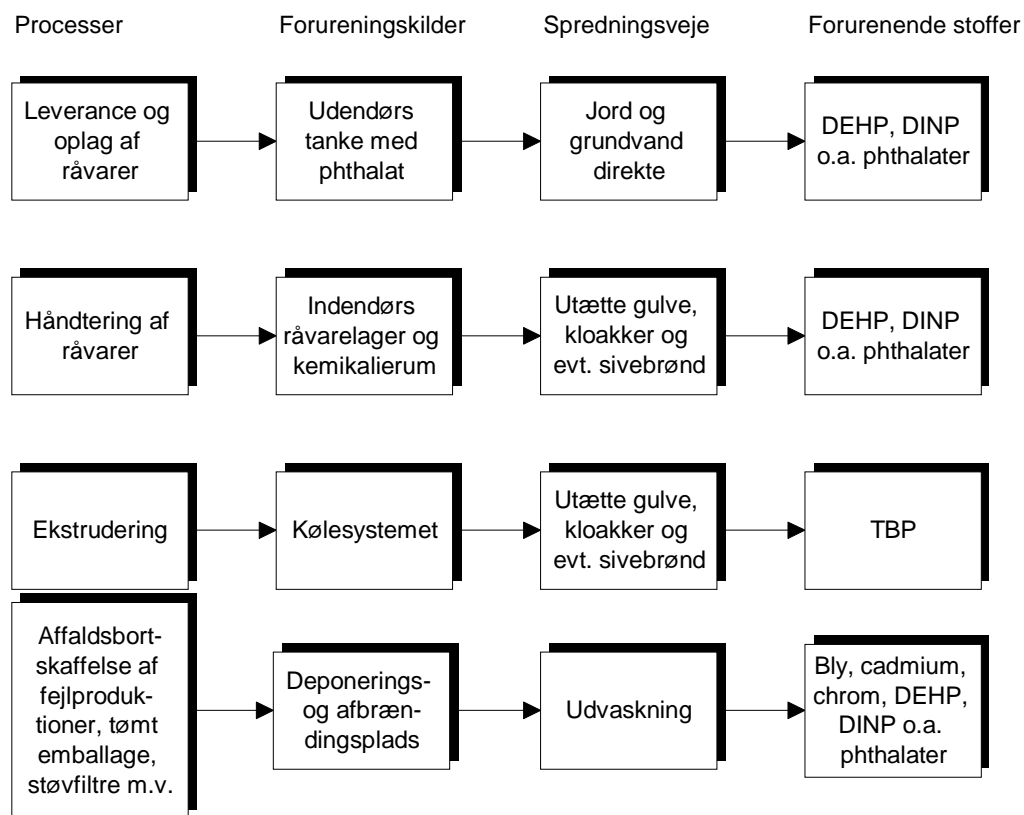 Processer
Forureningskilder
Spredningsveje
Forurenende stoffer
Leverance og
oplag af
råvarer
Udendørs
tanke med
phthalat
Jord og
grundvand
direkte
DEHP, DINP
o.a. phthalater
Håndtering af
råvarer
Indendørs
råvarelager og
kemikalierum
Utætte gulve,
kloakker og
evt. sivebrønd
DEHP, DINP
o.a. phthalater
Ekstrudering
Kølesystemet
Utætte gulve,
kloakker og
evt. sivebrønd
TBP
Affaldsbort-
skaffelse af
fejlproduk-
tioner, tømt
emballage,
støvfiltre m.v.
Deponerings-
og afbræn-
dingsplads
Udvaskning
Bly, cadmium,
chrom, DEHP,
DINP o.a.
phthalater